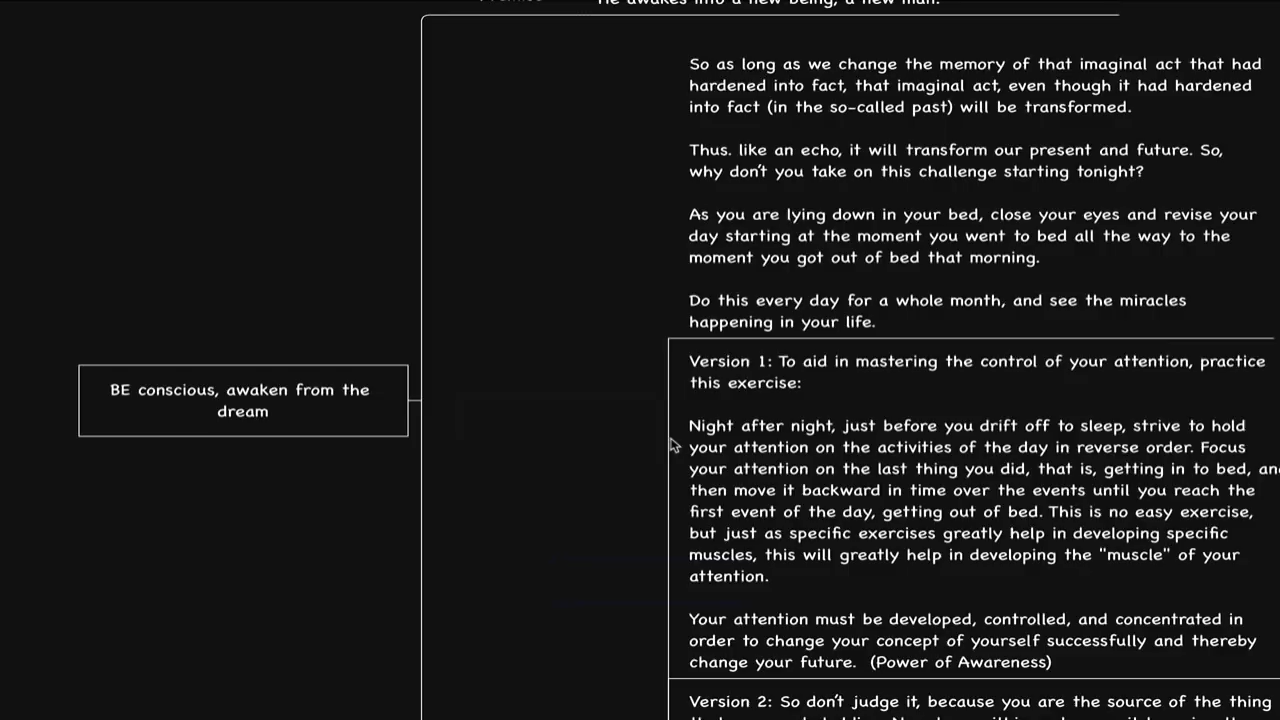 He awakes into a new being, a new man.
So as long as we change the memory of that imaginal act that had
hardened into fact, that imaginal act, even though it had hardened
into fact (in the so-called past) will be transformed.
Thus. like an echo, it will transform our present and future. So,
why don't you take on this challenge starting tonight?
As you are lying down in your bed, close your eyes and revise your
day starting at the moment you went to bed all the way to the
moment you got out of bed that morning.
Do this every day for a whole month, and see the miracles
happening in your life.
BE conscious, awaken from the
dream
Version 1: To aid in mastering the control of your attention, practice
this exercise:
Night after night, just before you drift off to sleep, strive to hold
your attention on the activities of the day in reverse order. Focus
your attention on the last thing you did, that is, getting in to bed, and
then move it backward in time over the events until you reach the
first event of the day, getting out of bed. This is no easy exercise,
but just as specific exercises greatly help in developing specific
muscles, this will greatly help in developing the "muscle" of your
attention.
Your attention must be developed, controlled, and concentrated in
order to change your concept of yourself successfully and thereby
change your future. (Power of Awareness)
Version 2: So don't judge it, because you are the source of the thing